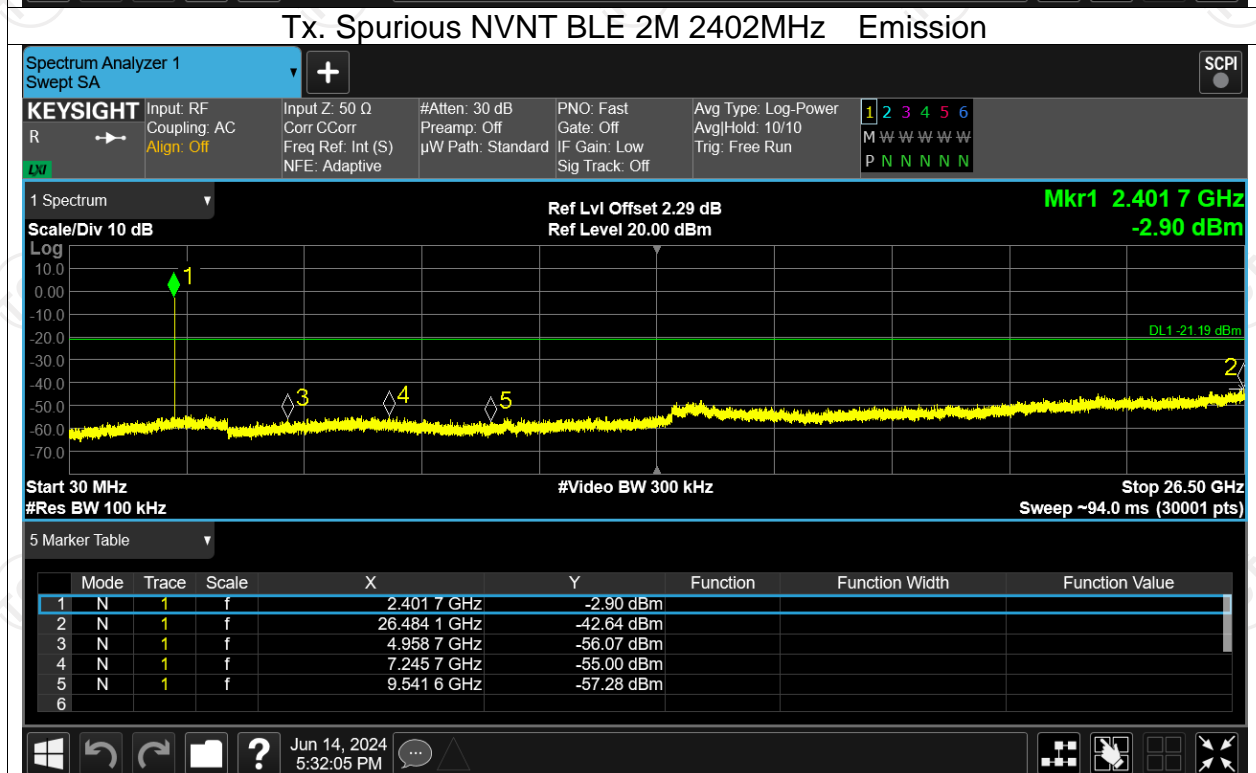 Tx. Spurious NVNT BLE 2M 2402MHz Emission
Spectrum Analyzer 1
Swept SA
+
SCPI
KEYSIGHT
R
LXI
Input: RF
Coupling: AC
Align: Off
Input Z: 50 Ω
Corr CCorr
Freq Ref: Int (S)
NFE: Adaptive
#Atten: 30 dB
Preamp: Off
µW Path: Standard
PNO: Fast
Gate: Off
IF Gain: Low
Sig Track: Off
Avg Type: Log-Power
Avg|Hold: 10/10
Trig: Free Run
1 2 3 4 5 6
M W W W W W
P N N N N N
1 Spectrum
Scale/Div 10 dB
Ref Lvl Offset 2.29 dB
Ref Level 20.00 dBm
Mkr1 2.401 7 GHz
-2.90 dBm
Log
10.0
0.00
-10.0
-20.0
-30.0
-40.0
-50.0
-60.0
-70.0
1
DL1 -21.19 dBm
2
3
4
5
Start 30 MHz
#Video BW 300 kHz
Stop 26.50 GHz
#Res BW 100 kHz
Sweep ~94.0 ms (30001 pts)
5 Marker Table
Mode Trace Scale X Y Function Function Width Function Value
1 N 1 f 2.401 7 GHz -2.90 dBm
2 N 1 f 26.484 1 GHz -42.64 dBm
3 N 1 f 4.958 7 GHz -56.07 dBm
4 N 1 f 7.245 7 GHz -55.00 dBm
5 N 1 f 9.541 6 GHz -57.28 dBm
6
?
Jun 14, 2024
5:32:05 PM